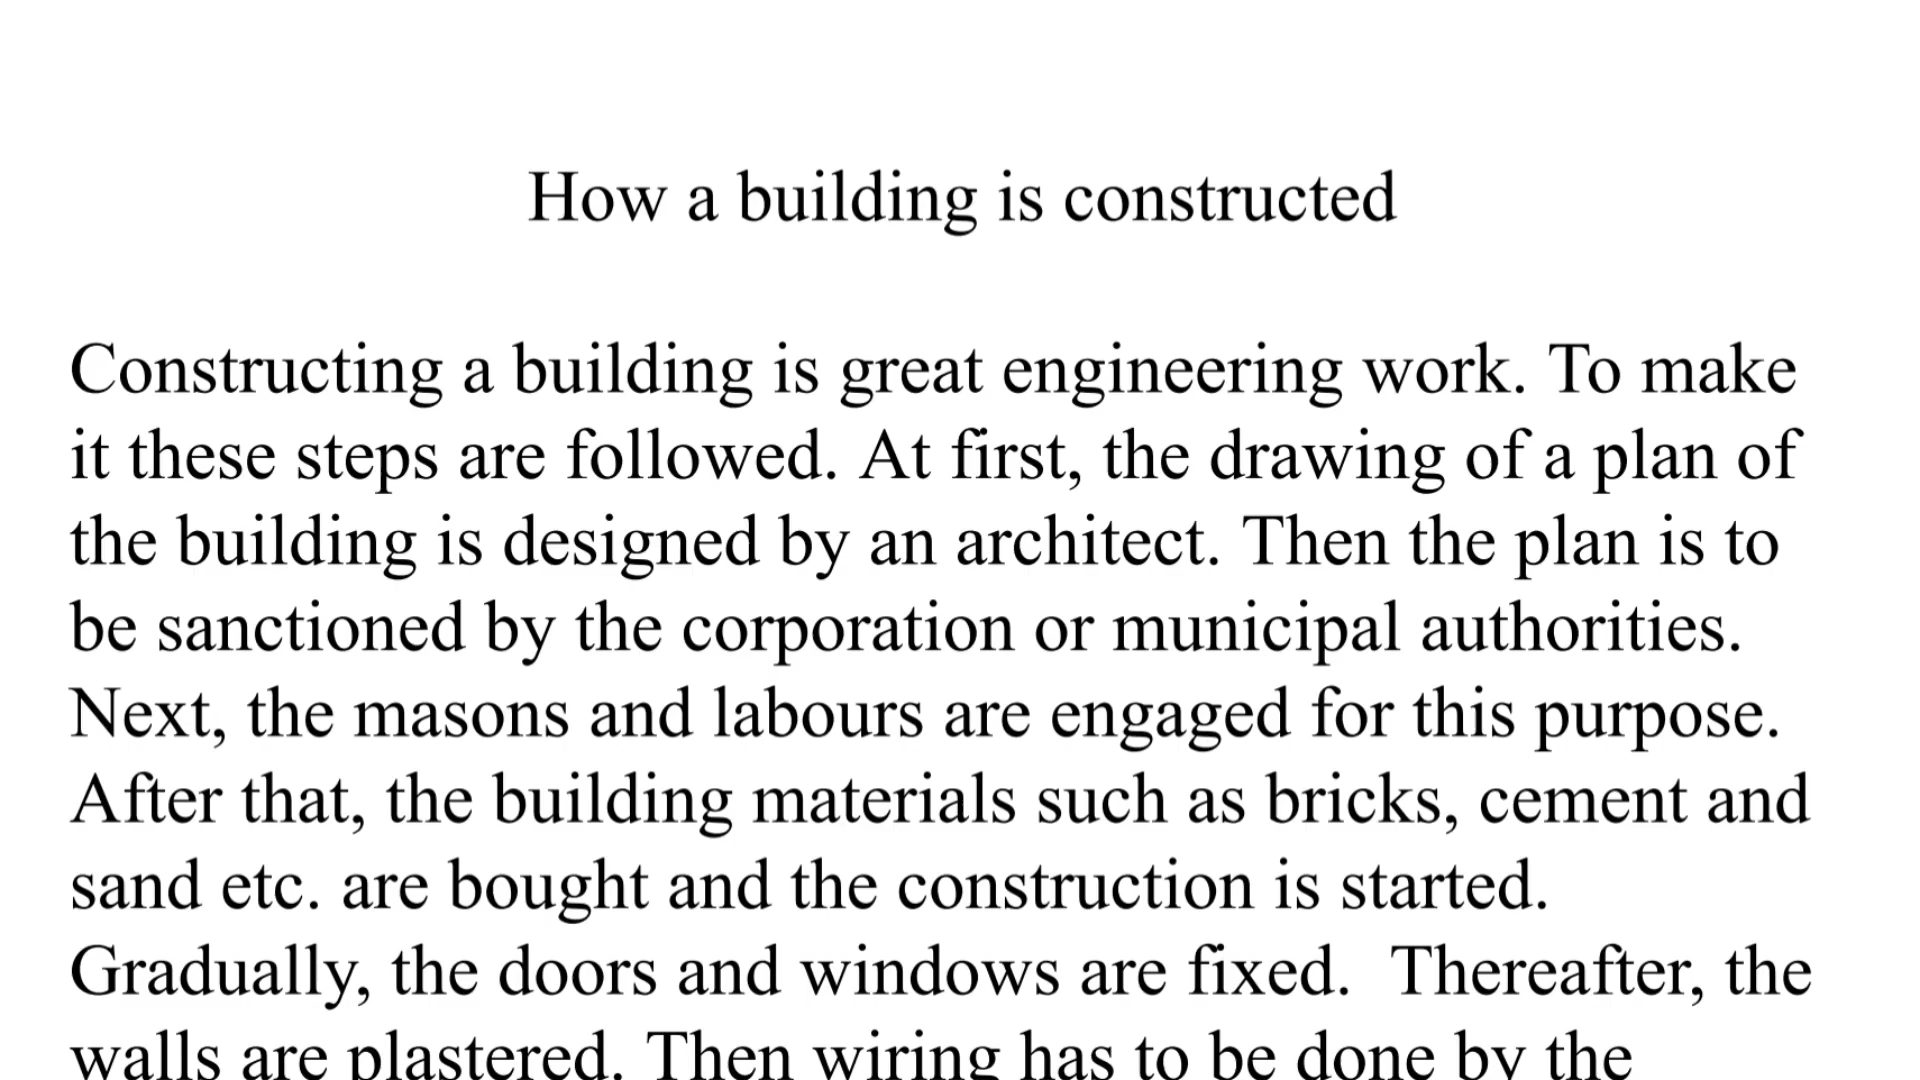 How a building is constructed
Constructing a building is great engineering work. To make
it these steps are followed. At first, the drawing of a plan of
the building is designed by an architect. Then the plan is to
be sanctioned by the corporation or municipal authorities.
Next, the masons and labours are engaged for this purpose.
After that, the building materials such as bricks, cement and
sand etc. are bought and the construction is started.
Gradually, the doors and windows are fixed.  Thereafter, the
walls are plastered. Then wiring has to be done by the